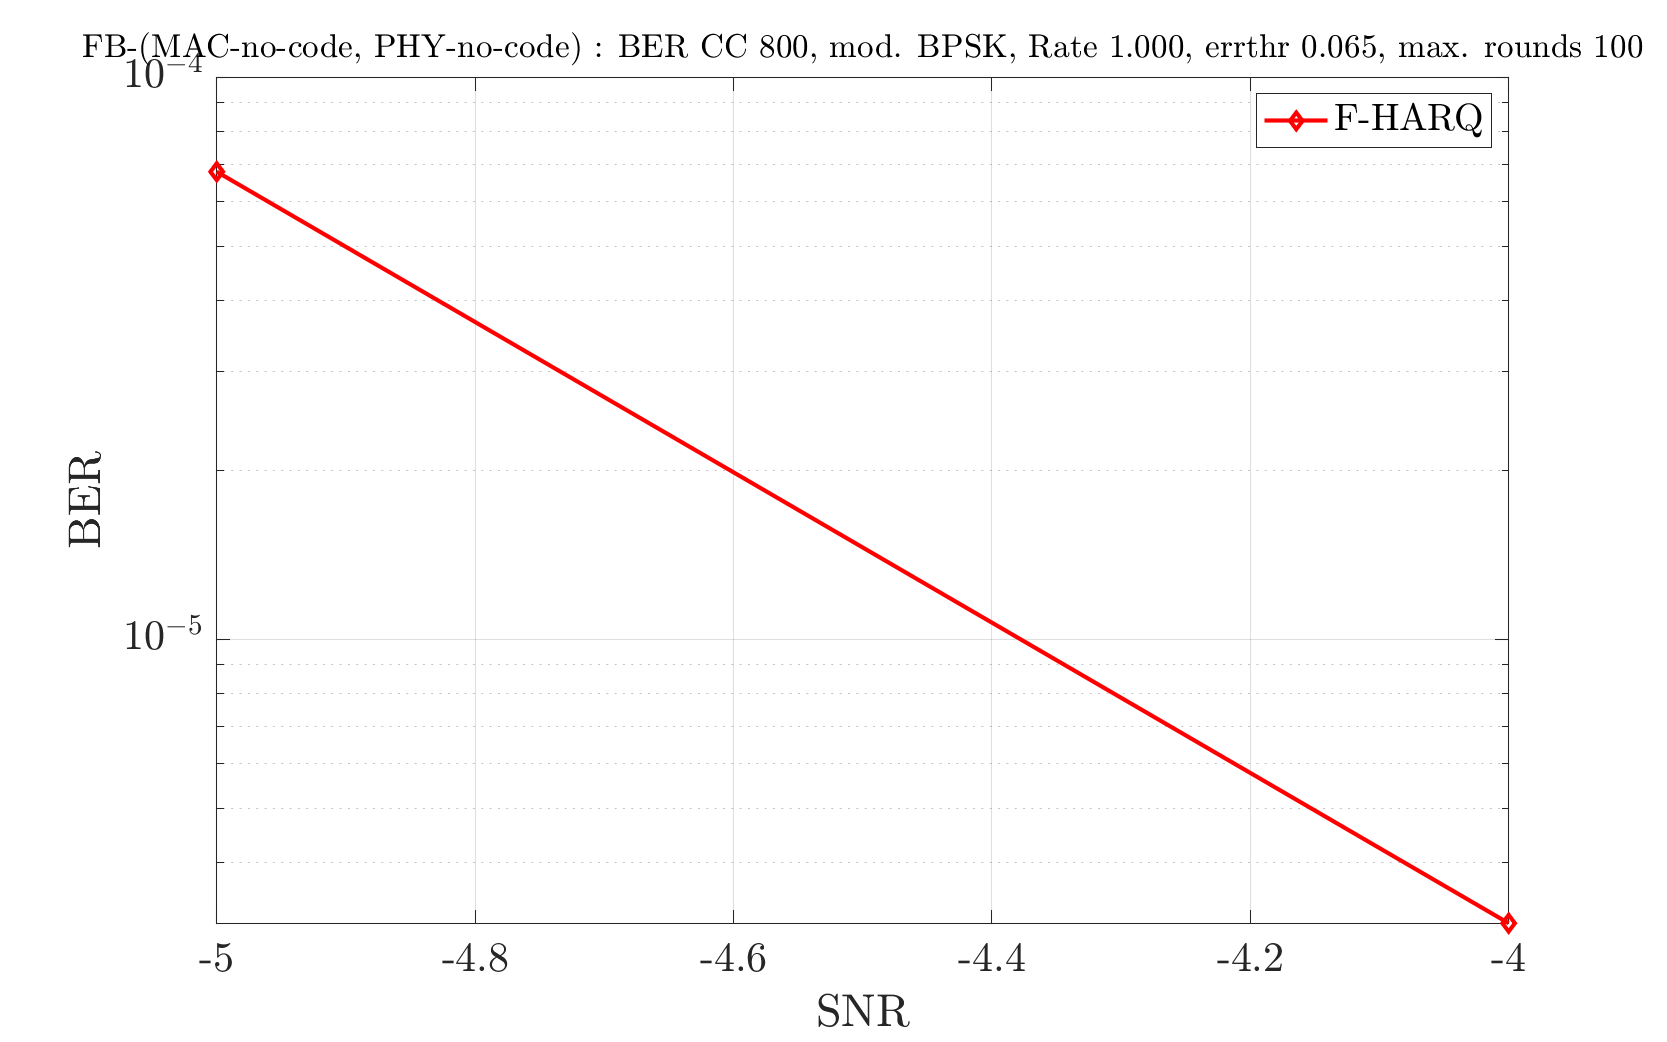 FB-(MAC-no-code, PHY-no-code) : BER CC 800, mod. BPSK, Rate 1.000, errthr 0.065, max. rounds 100
10⁻⁴
F-HARQ
BER
10⁻⁵
-5 -4.8 -4.6 -4.4 -4.2 -4
SNR